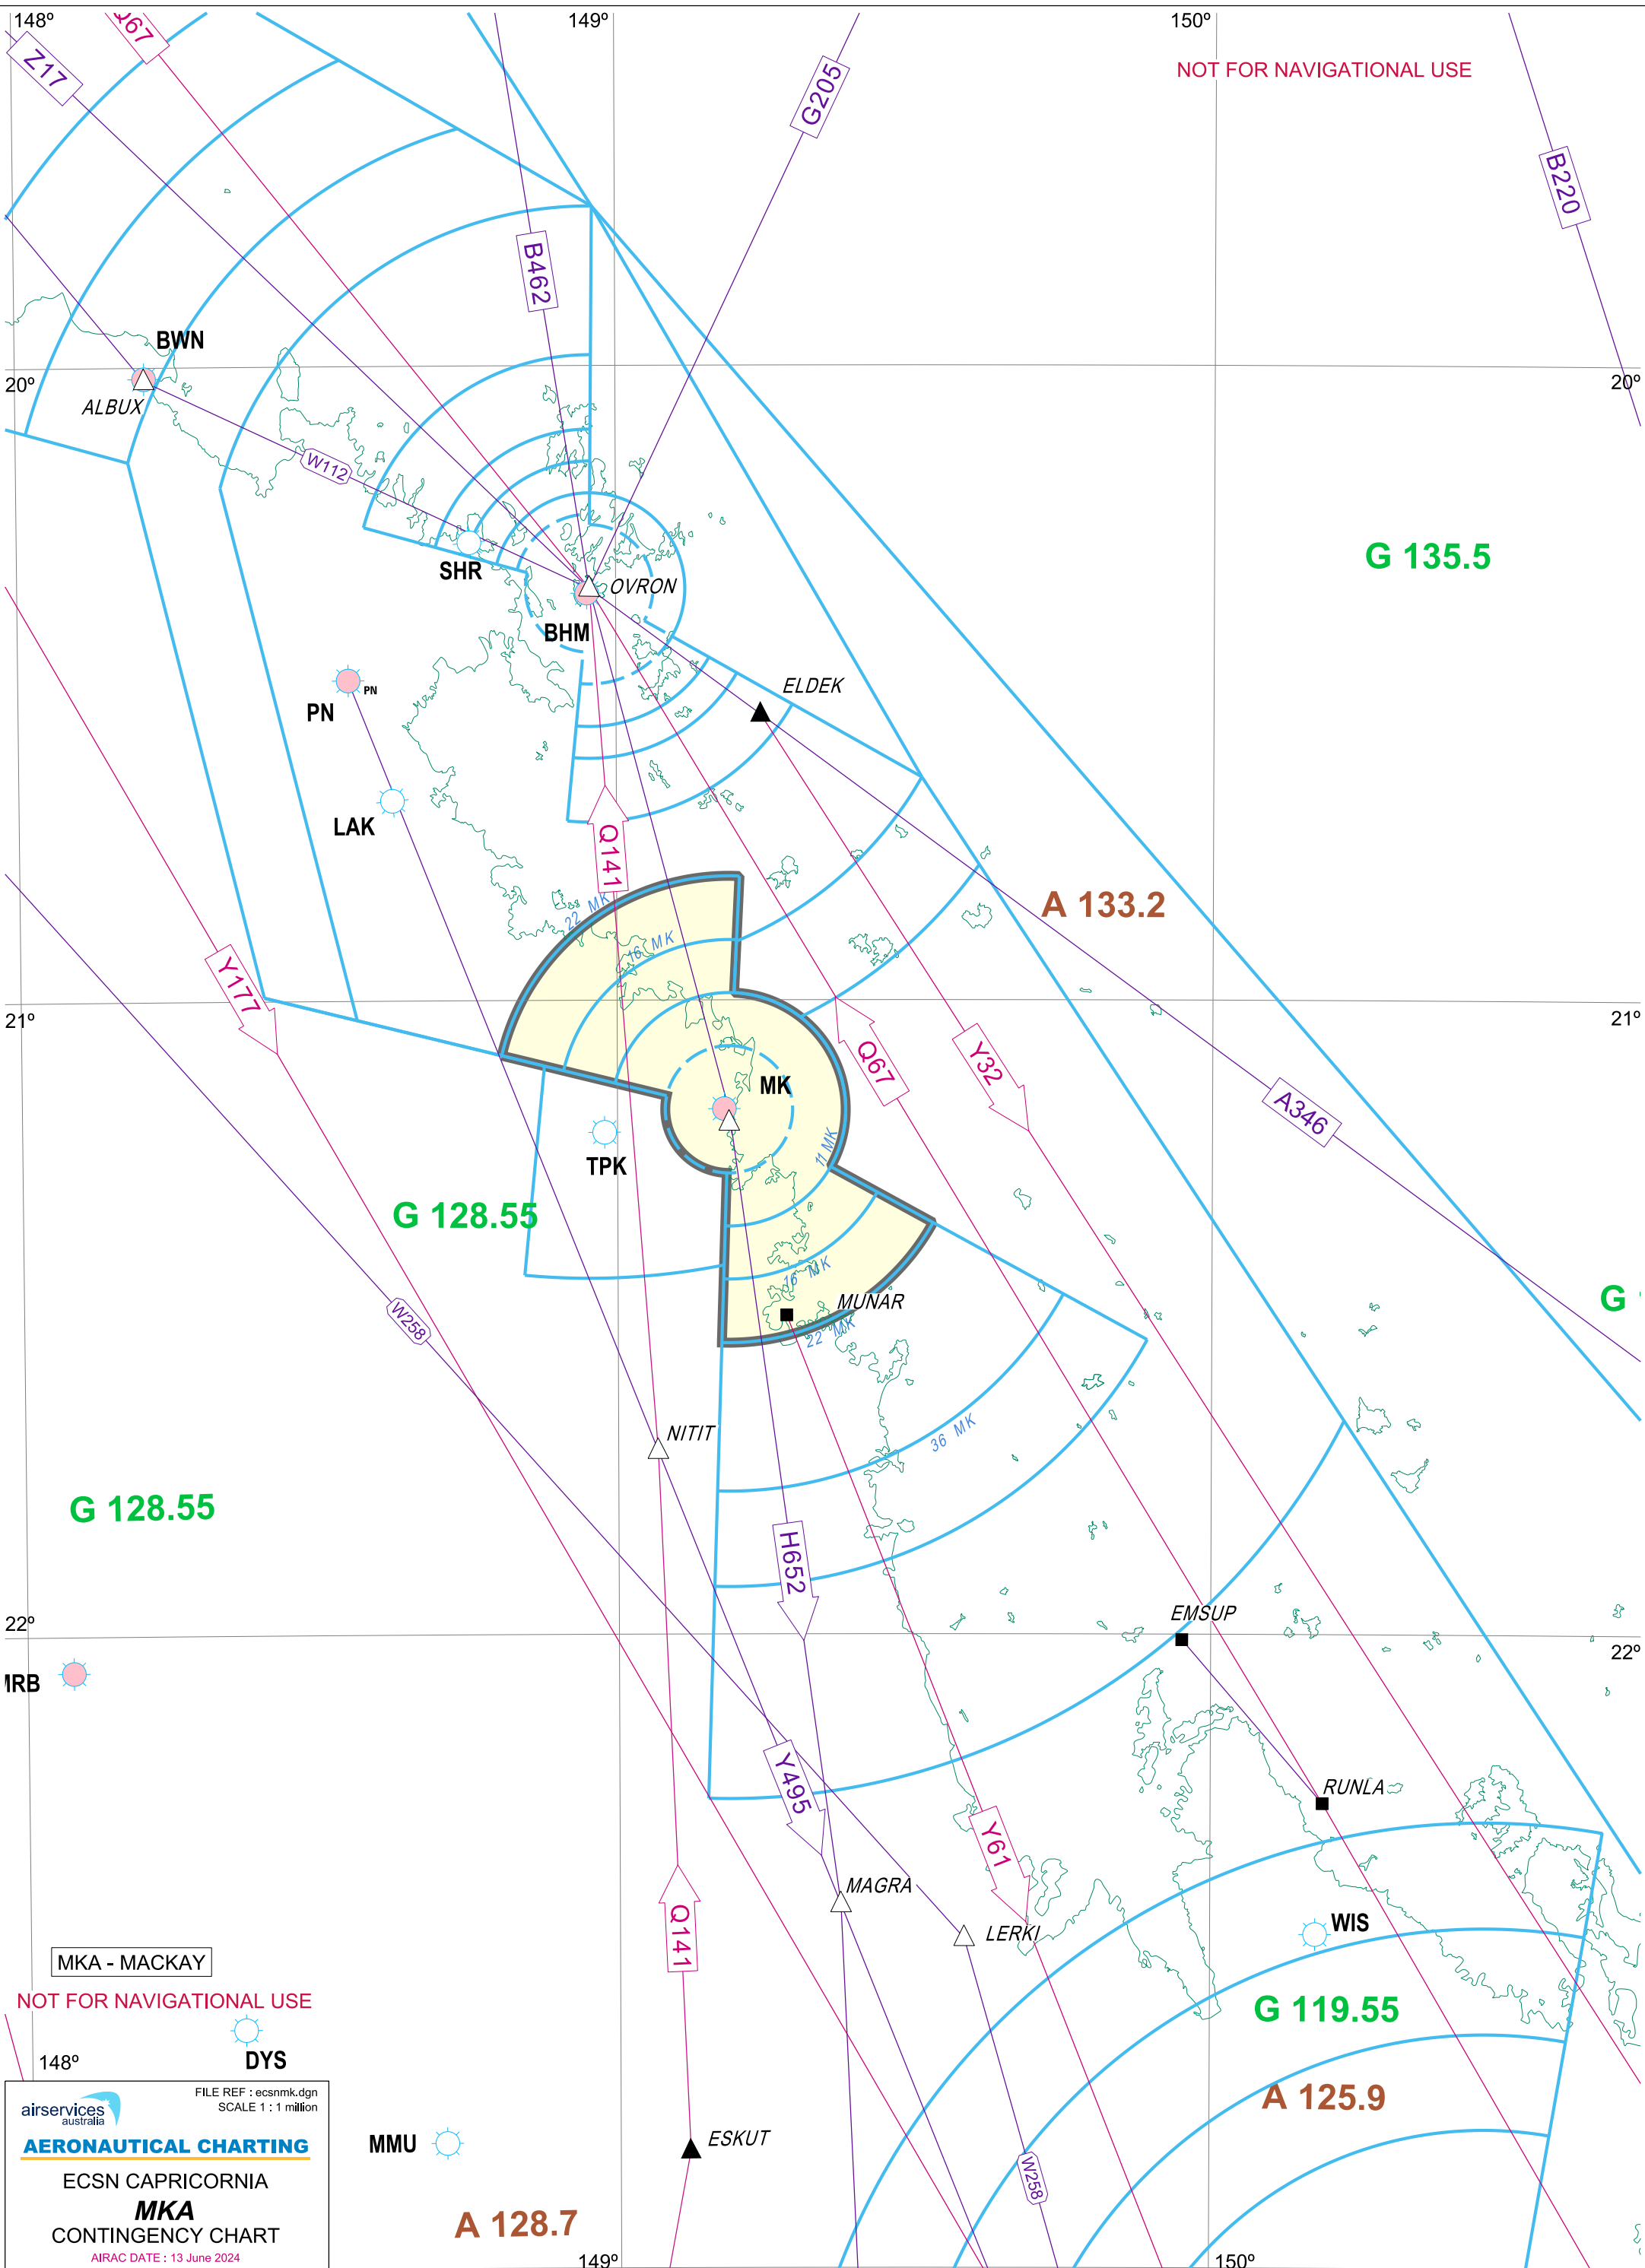 148º
149º
150º
Q67
Z17
G205
NOT FOR NAVIGATIONAL USE
B220
B462
BWN
20º
20º
ALBUX
W112
G 135.5
SHR
OVRON
BHM
ELDEK
PN
PN
LAK
Q141
A 133.2
22 MK
16 MK
Y177
21º
21º
Q67
Y32
MK
A346
11 MK
TPK
G 128.55
16 MK
MUNAR
G
W258
22 MK
NITIT
36 MK
G 128.55
H652
EMSUP
22º
22º
Y495
RUNLA
Y61
MAGRA
LERKI
WIS
Q141
MKA - MACKAY
NOT FOR NAVIGATIONAL USE
G 119.55
DYS
148º
A 125.9
FILE REF : ecsnmk.dgn
SCALE 1 : 1 million
airservices
australia
AERONAUTICAL CHARTING
MMU
ESKUT
W258
ECSN CAPRICORNIA
MKA
CONTINGENCY CHART
A 128.7
AIRAC DATE : 13 June 2024
149º
150º